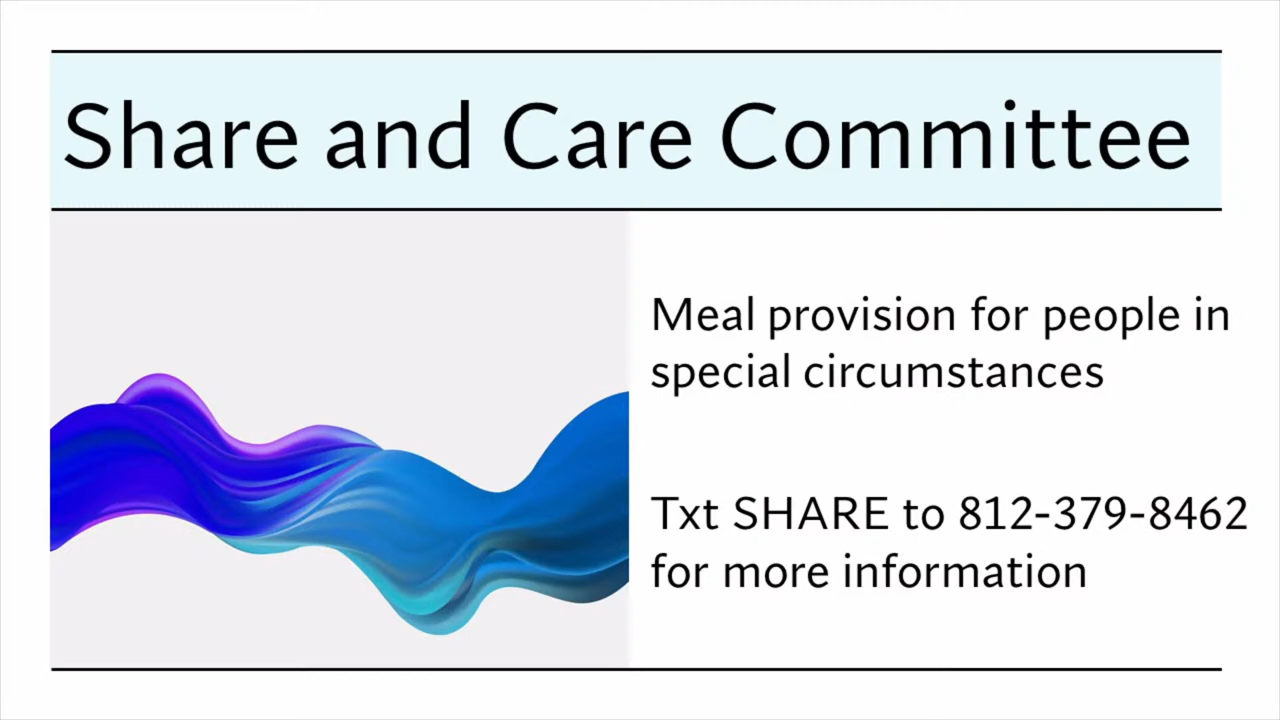 Share and Care Committee
Meal provision for people in
special circumstances
Txt SHARE to 812-379-8462
for more information